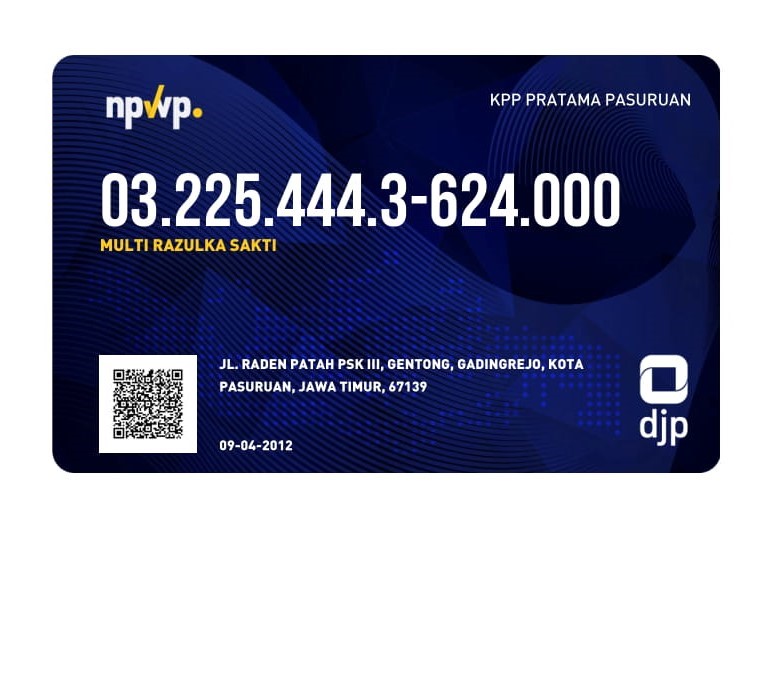 npwp.
KPP PRATAMA PASURUAN
03.225.444.3-624.000
MULTI RAZULKA SAKTI
JL. RADEN PATAH PSK III, GENTONG, GADINGREJO, KOTA
PASURUAN, JAWA TIMUR, 67139
09-04-2012
djp